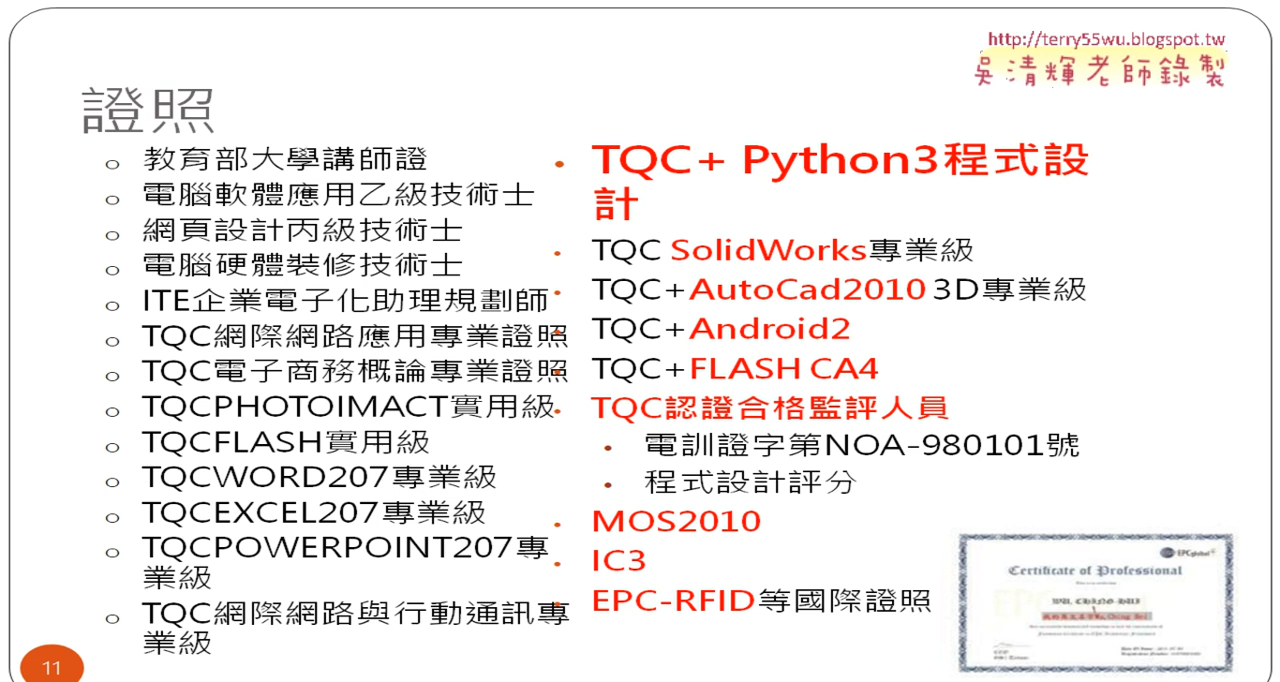 http://terry55wu.blogspot.tw
吳清輝老師錄製
證照
教育部大學講師證
電腦軟體應用乙級技術士
網頁設計丙級技術士
電腦硬體裝修技術士
ITE企業電子化助理規劃師
TQC網際網路應用專業證照
TQC電子商務概論專業證照
TQCPHOTOIMACT實用級
TQCFLASH實用級
TQCWORD207專業級
TQCEXCEL207專業級
TQCPOWERPOINT207專
業級
TQC網際網路與行動通訊專
業級
TQC+ Python3程式設
計
TQC SolidWorks專業級
TQC+AutoCad2010 3D專業級
TQC+Android2
TQC+FLASH CA4
TQC認證合格監評人員
電訓證字第NOA-980101號
程式設計評分
MOS2010
IC3
EPC-RFID等國際證照
EPCglobal
Certificate of Professional
WU, CHING-HUI
11